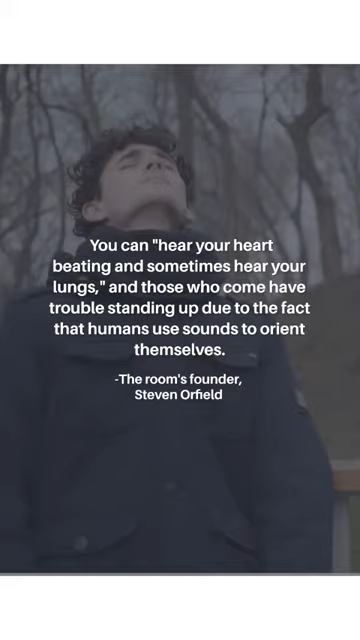 You can "hear your heart
beating and sometimes hear your
lungs," and those who come have
trouble standing up due to the fact
that humans use sounds to orient
themselves.
-The room's founder,
Steven Orfield